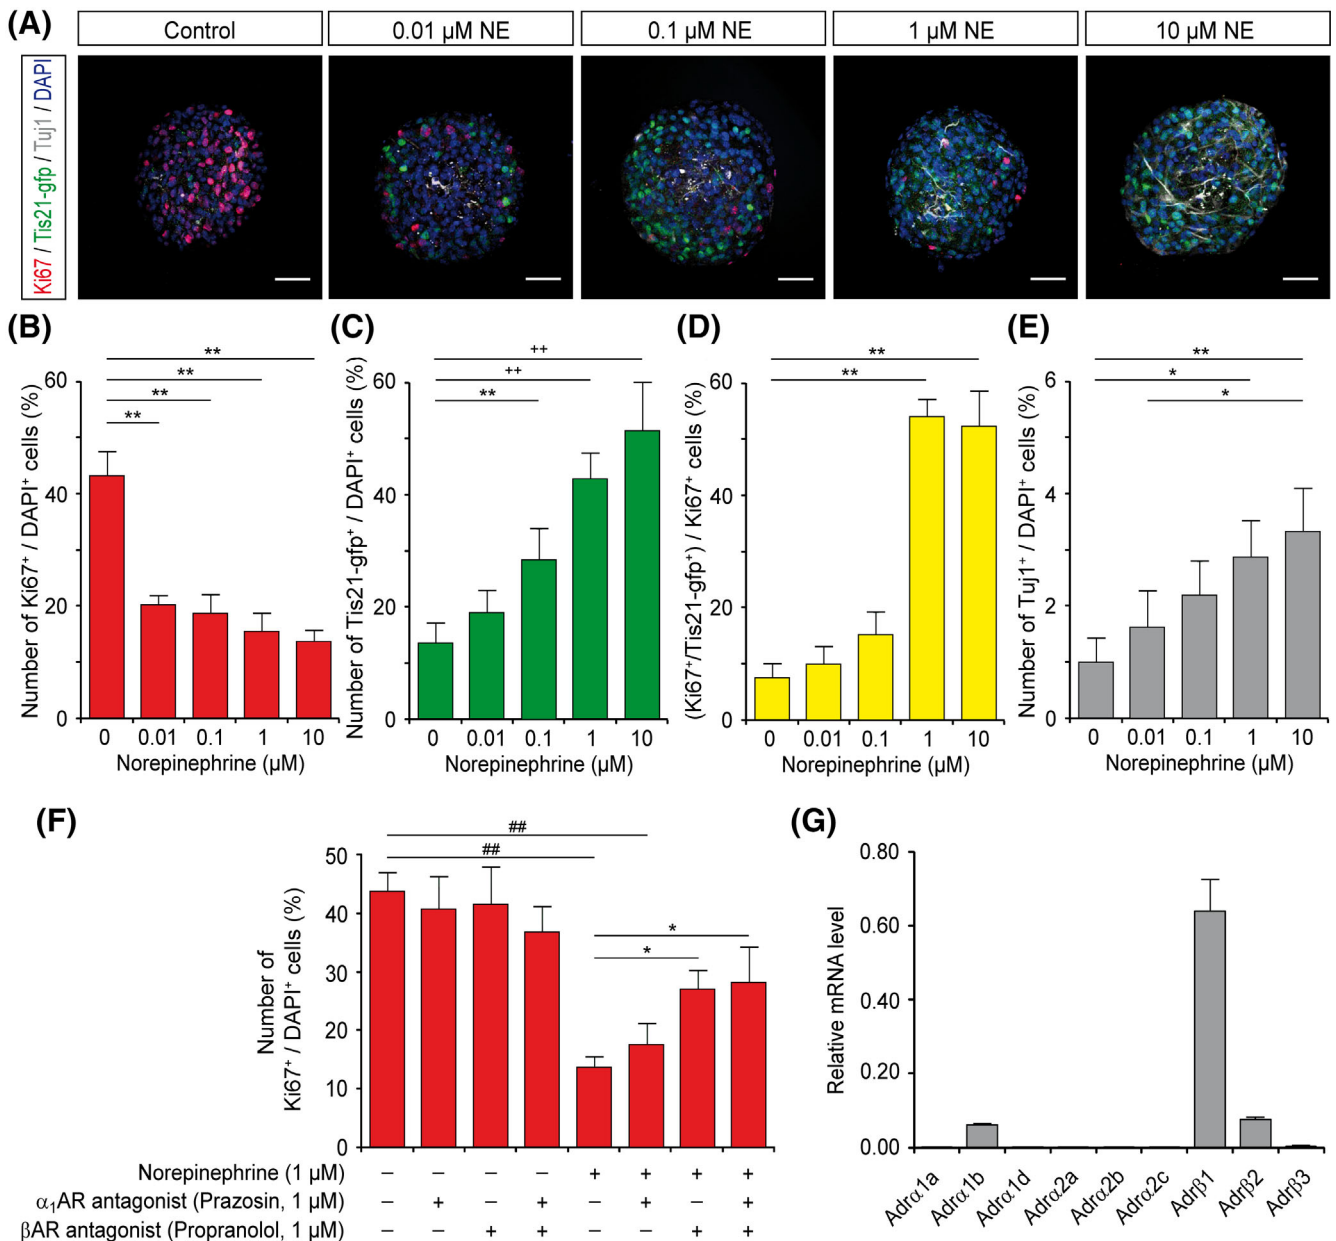 (A)
Control
0.01 µM NE
0.1 µM NE
1 µM NE
10 µM NE
Ki67 / Tis21-gfp / Tuj1 / DAPI
(B)
Number of Ki67⁺ / DAPI⁺ cells (%)
60
40
20
0
**
**
**
**
0 0.01 0.1 1 10
Norepinephrine (µM)
(C)
Number of Tis21-gfp⁺ / DAPI⁺ cells (%)
60
40
20
0
++
++
**
0 0.01 0.1 1 10
Norepinephrine (µM)
(D)
(Ki67⁺/Tis21-gfp⁺) / Ki67⁺ cells (%)
60
40
20
0
**
**
0 0.01 0.1 1 10
Norepinephrine (µM)
(E)
Number of Tuj1⁺ / DAPI⁺ cells (%)
6
4
2
0
**
*
*
0 0.01 0.1 1 10
Norepinephrine (µM)
(F)
Number of
Ki67⁺ / DAPI⁺ cells (%)
50
40
30
20
10
0
##
##
*
*
Norepinephrine (1 µM) – – – – + + + +
α₁AR antagonist (Prazosin, 1 µM) – + – + – + – +
βAR antagonist (Propranolol, 1 µM) – – + + – – + +
(G)
Relative mRNA level
0.80
0.60
0.40
0.20
0.00
Adrα1a
Adrα1b
Adrα1d
Adrα2a
Adrα2b
Adrα2c
Adrβ1
Adrβ2
Adrβ3